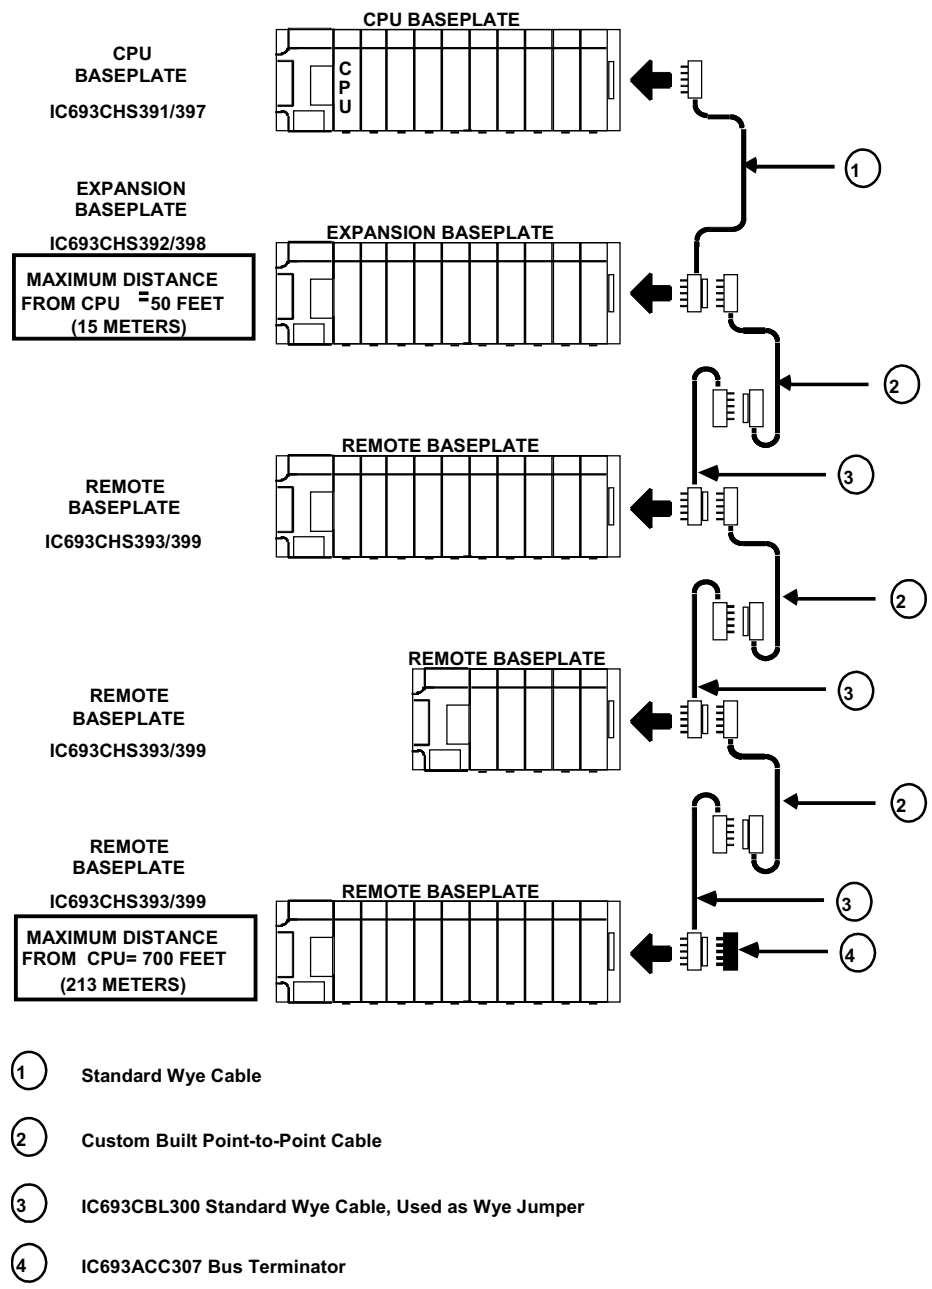 CPU BASEPLATE
CPU
BASEPLATE
IC693CHS391/397
C
P
U
1
EXPANSION
BASEPLATE
IC693CHS392/398
EXPANSION BASEPLATE
MAXIMUM DISTANCE
FROM CPU = 50 FEET
(15 METERS)
2
REMOTE BASEPLATE
3
REMOTE
BASEPLATE
IC693CHS393/399
2
REMOTE BASEPLATE
3
REMOTE
BASEPLATE
IC693CHS393/399
2
REMOTE
BASEPLATE
IC693CHS393/399
REMOTE BASEPLATE
3
MAXIMUM DISTANCE
FROM CPU= 700 FEET
(213 METERS)
4
1 Standard Wye Cable
2 Custom Built Point-to-Point Cable
3 IC693CBL300 Standard Wye Cable, Used as Wye Jumper
4 IC693ACC307 Bus Terminator